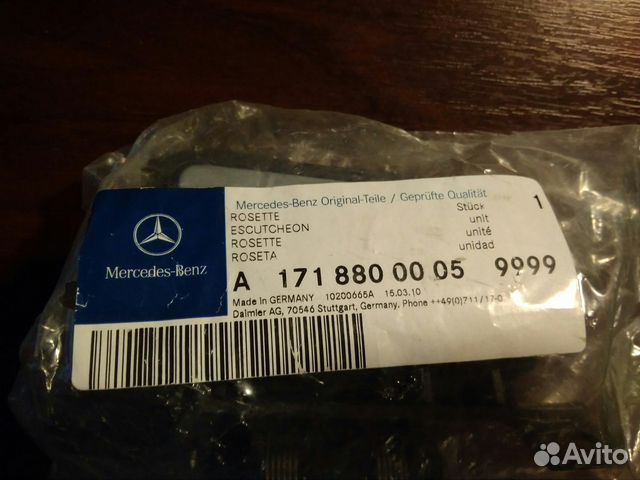 Mercedes-Benz Original-Teile / Geprüfte Qualität
ROSETTE Stück 1
ESCUTCHEON unit
ROSETTE unité
ROSETA unidad
Mercedes-Benz
A 171 880 00 05 9999
Made in GERMANY 10200665A 15.03.10
Daimler AG, 70546 Stuttgart, Germany, Phone ++49(0)711/17-0
Avito